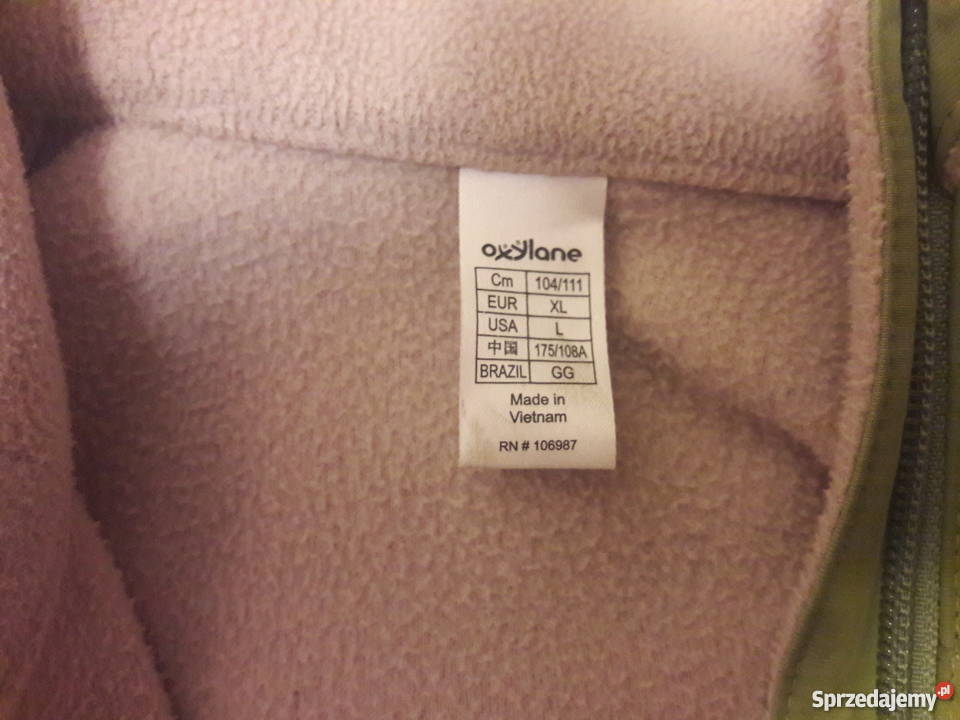 oxylane
Cm 104/111
EUR XL
USA L
中国 175/108A
BRAZIL GG
Made in
Vietnam
RN # 106987
Sprzedajemy.pl